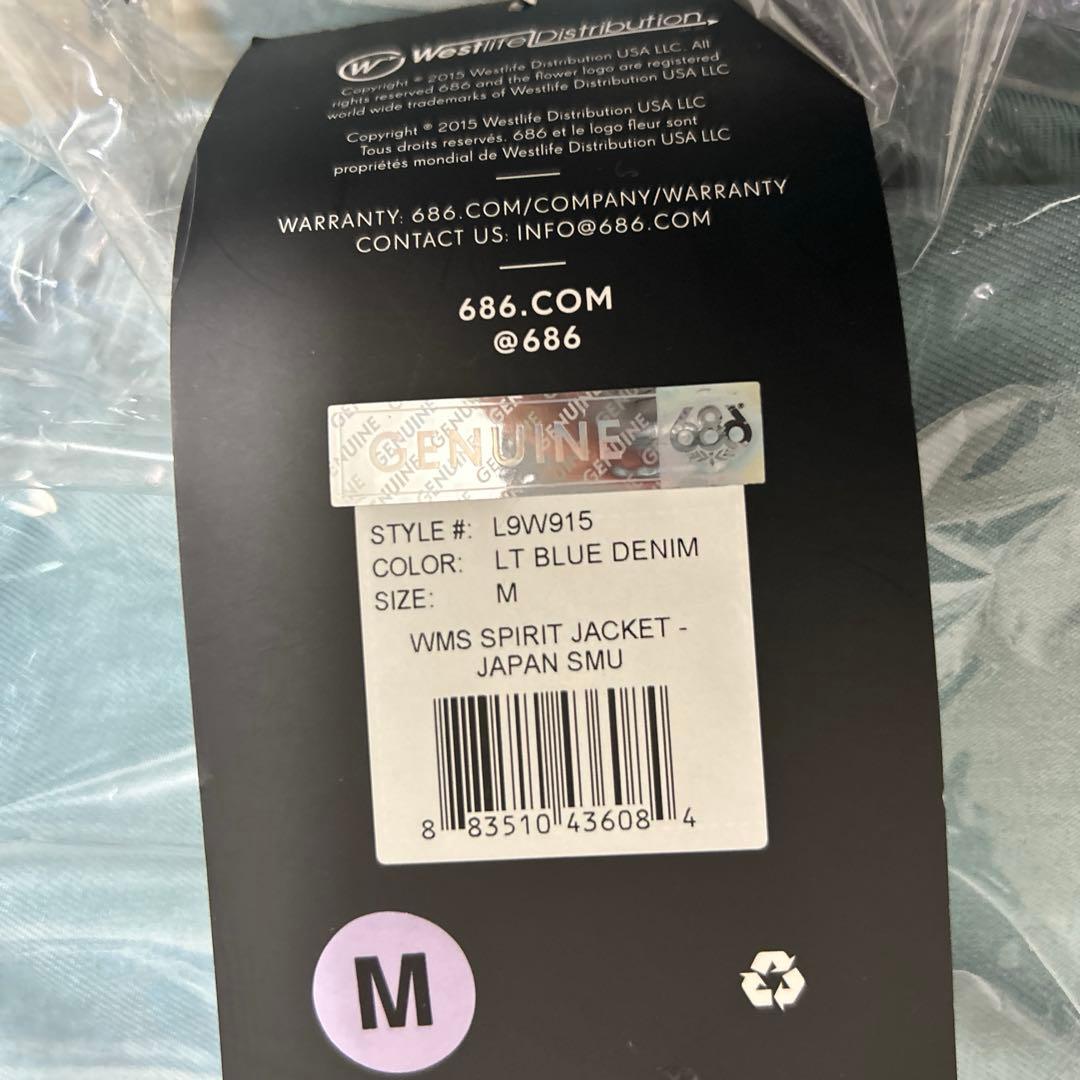 W Westlife Distribution
Copyright © 2015 Westlife Distribution USA LLC. All
rights reserved 686 and the flower logo are registered
world wide trademarks of Westlife Distribution USA LLC
Copyright © 2015 Westlife Distribution USA LLC
Tous droits reservés. 686 et le logo fleur sont
propriétés mondial de Westlife Distribution USA LLC
WARRANTY: 686.COM/COMPANY/WARRANTY
CONTACT US: INFO@686.COM
686.COM
@686
GENUINE 686
STYLE #: L9W915
COLOR: LT BLUE DENIM
SIZE: M
WMS SPIRIT JACKET -
JAPAN SMU
8 83510 43608 4
M